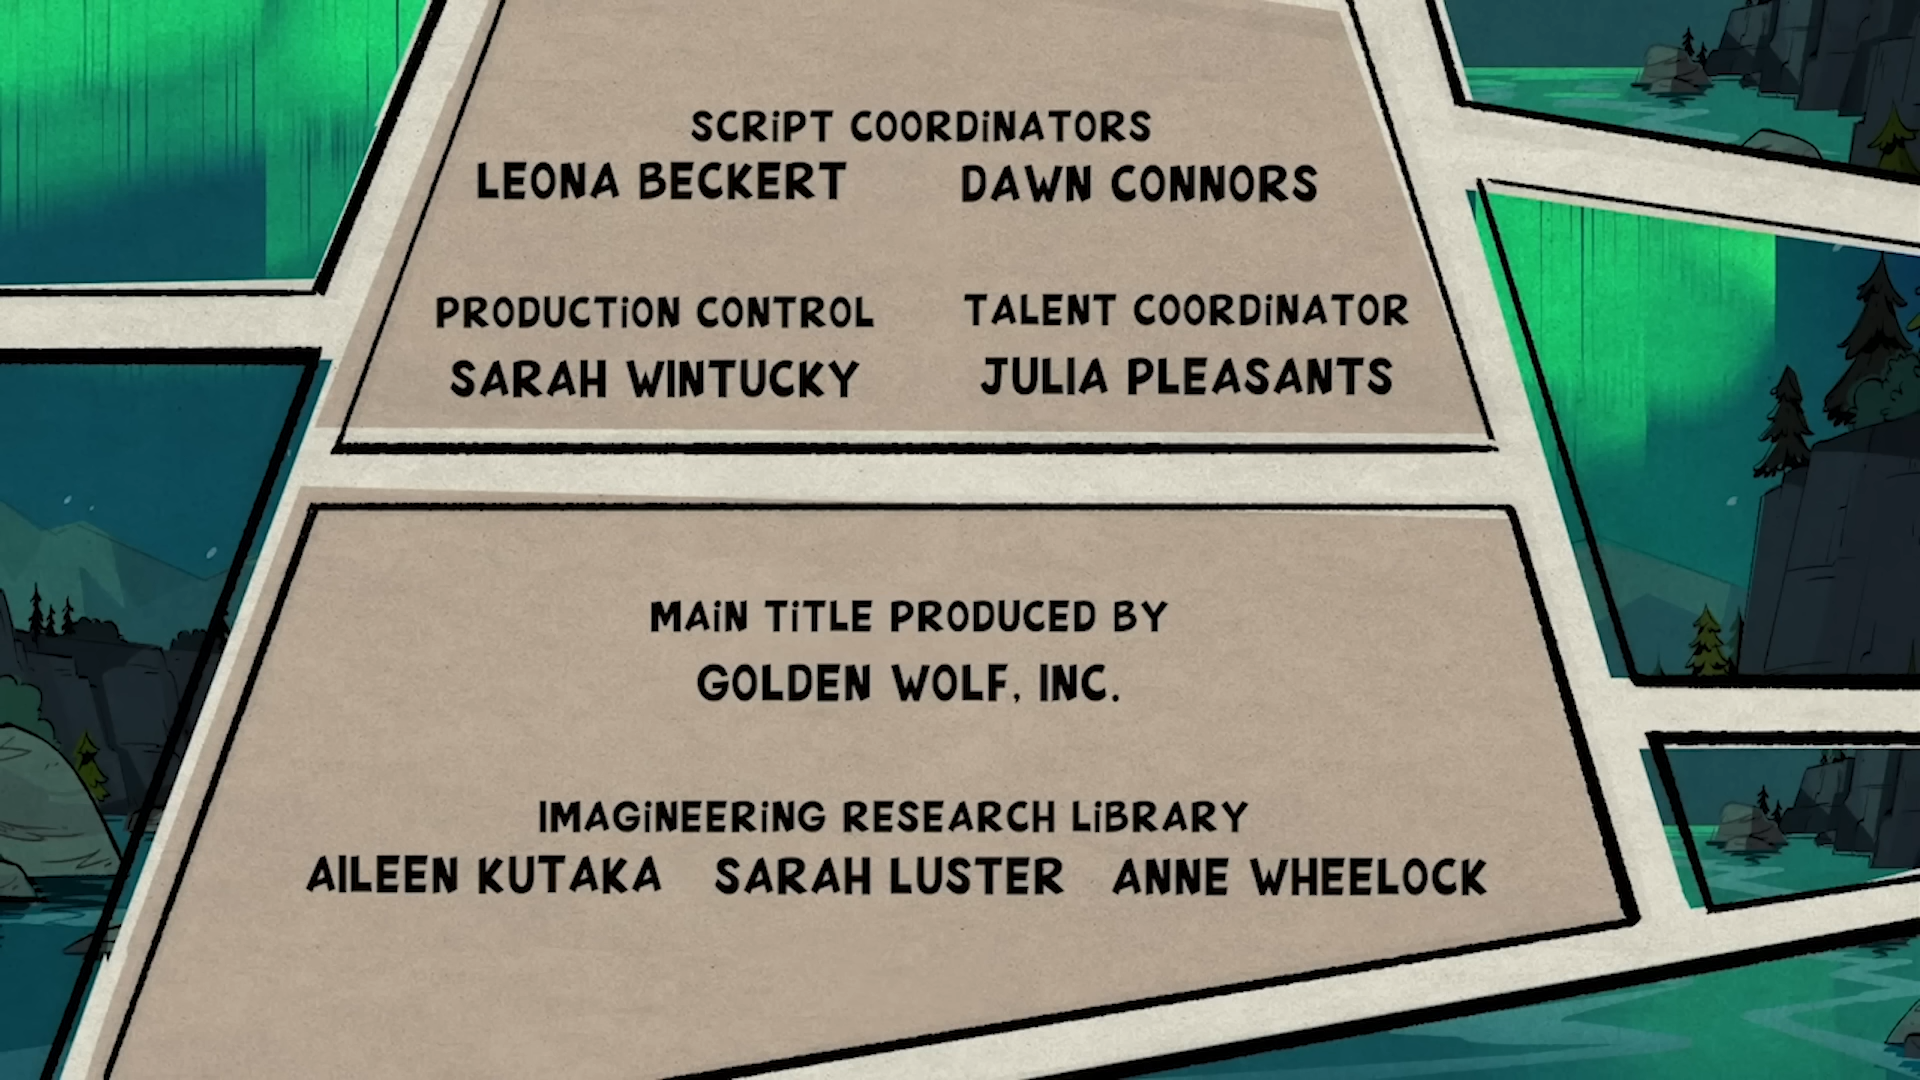 SCRiPT COORDiNATORS
LEONA BECKERT DAWN CONNORS
PRODUCTiON CONTROL TALENT COORDiNATOR
SARAH WINTUCKY JULIA PLEASANTS
MAiN TiTLE PRODUCED BY
GOLDEN WOLF, INC.
IMAGiNEERiNG RESEARCH LiBRARY
AILEEN KUTAKA SARAH LUSTER ANNE WHEELOCK